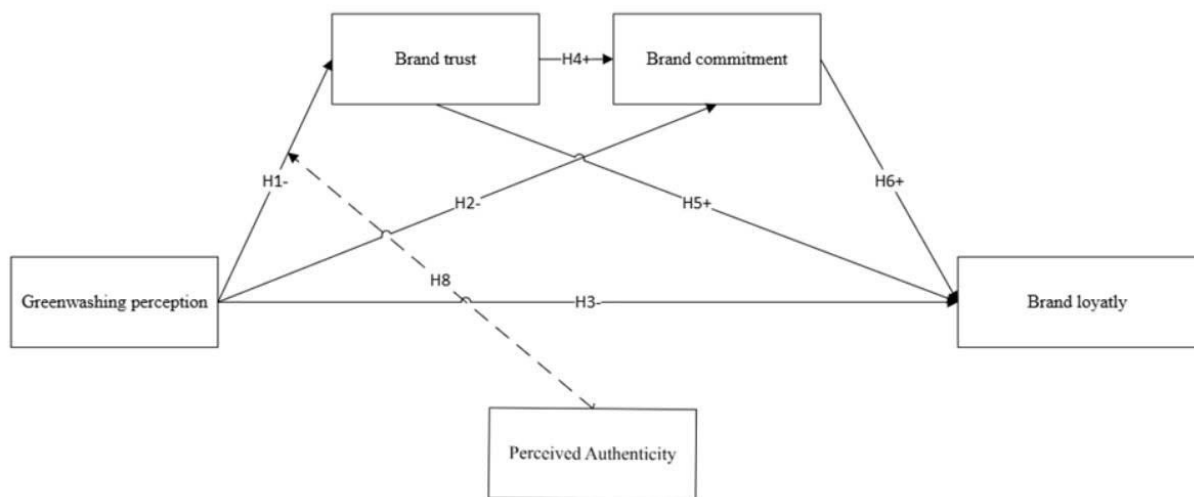 Brand trust
H4+
Brand commitment
H1-
H2-
H5+
H6+
Greenwashing perception
H8
H3-
Brand loyatly
Perceived Authenticity